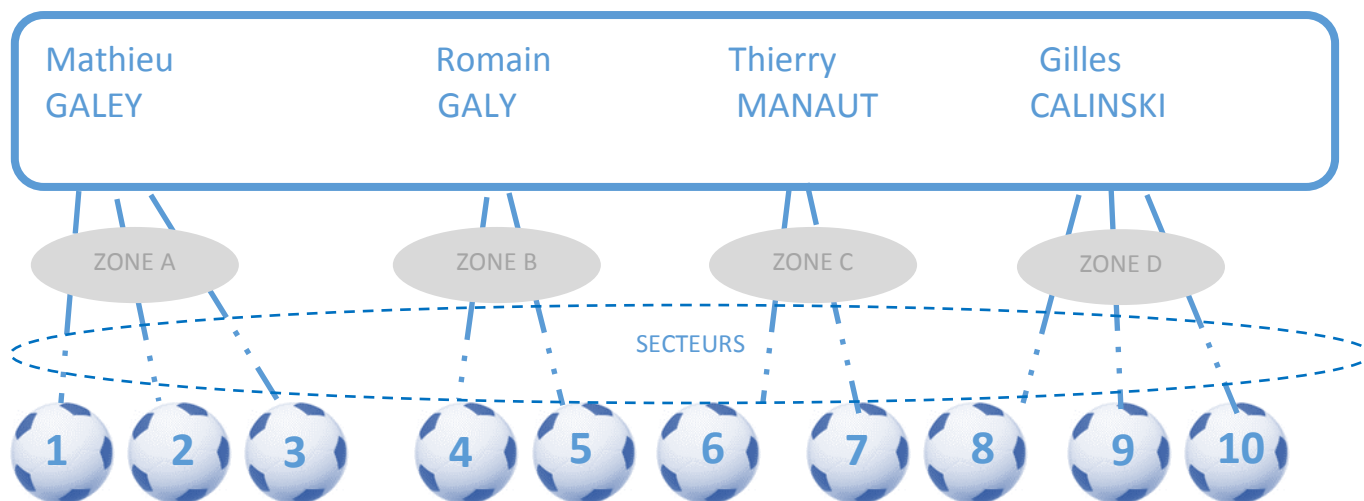 Mathieu Romain Thierry Gilles
GALEY GALY MANAUT CALINSKI
ZONE A ZONE B ZONE C ZONE D
SECTEURS
1 2 3 4 5 6 7 8 9 10